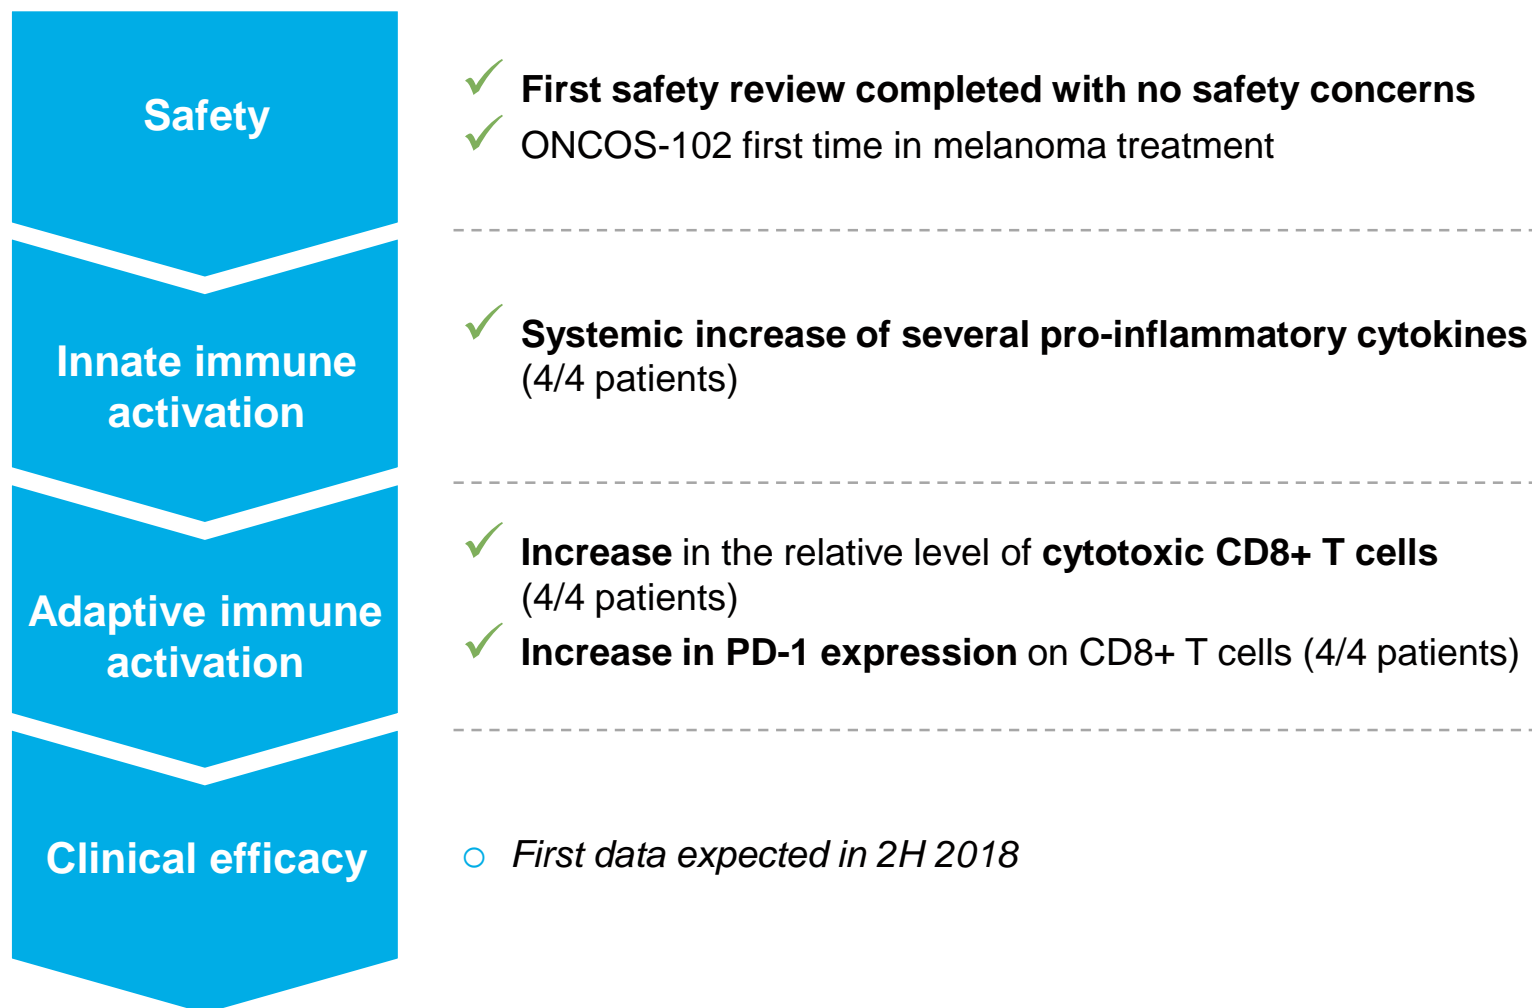 Safety
✓ First safety review completed with no safety concerns
✓ ONCOS-102 first time in melanoma treatment
Innate immune
activation
✓ Systemic increase of several pro-inflammatory cytokines
(4/4 patients)
Adaptive immune
activation
✓ Increase in the relative level of cytotoxic CD8+ T cells
(4/4 patients)
✓ Increase in PD-1 expression on CD8+ T cells (4/4 patients)
Clinical efficacy
○ First data expected in 2H 2018